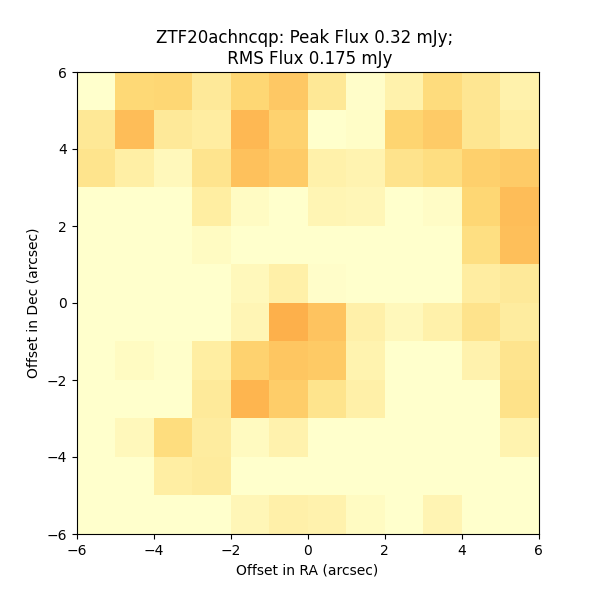 ZTF20achncqp: Peak Flux 0.32 mJy;
RMS Flux 0.175 mJy
6
4
2
0
−2
−4
−6
Offset in Dec (arcsec)
−6 −4 −2 0 2 4 6
Offset in RA (arcsec)